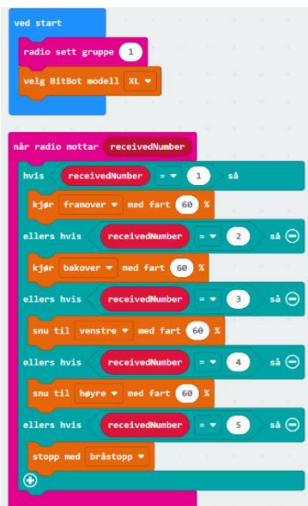 ved start
radio sett gruppe 1
velg BitBot modell XL
når radio mottar receivedNumber
hvis receivedNumber = 1 så
kjør framover med fart 60 %
ellers hvis receivedNumber = 2 så
kjør bakover med fart 60 %
ellers hvis receivedNumber = 3 så
snu til venstre med fart 60 %
ellers hvis receivedNumber = 4 så
snu til høyre med fart 60 %
ellers hvis receivedNumber = 5 så
stopp med bråstopp